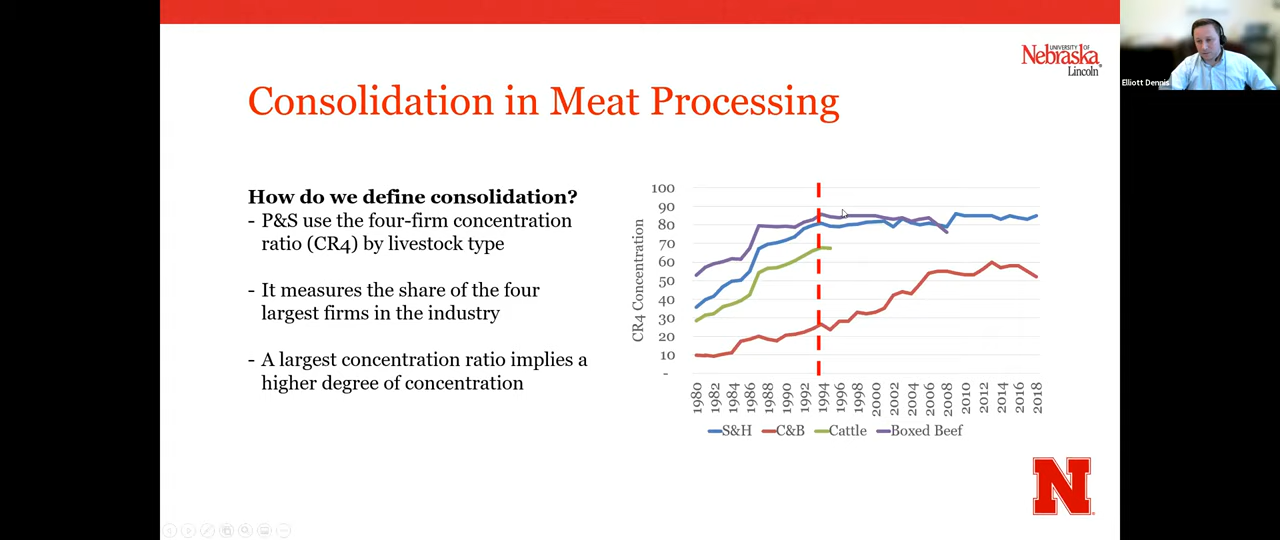 UNIVERSITY OF
Nebraska
Lincoln
Elliott Dennis
Consolidation in Meat Processing
How do we define consolidation?
- P&S use the four-firm concentration
ratio (CR4) by livestock type
- It measures the share of the four
largest firms in the industry
- A largest concentration ratio implies a
higher degree of concentration
CR4 Concentration
100
90
80
70
60
50
40
30
20
10
-
1980
1982
1984
1986
1988
1990
1992
1994
1996
1998
2000
2002
2004
2006
2008
2010
2012
2014
2016
2018
S&H
C&B
Cattle
Boxed Beef
N